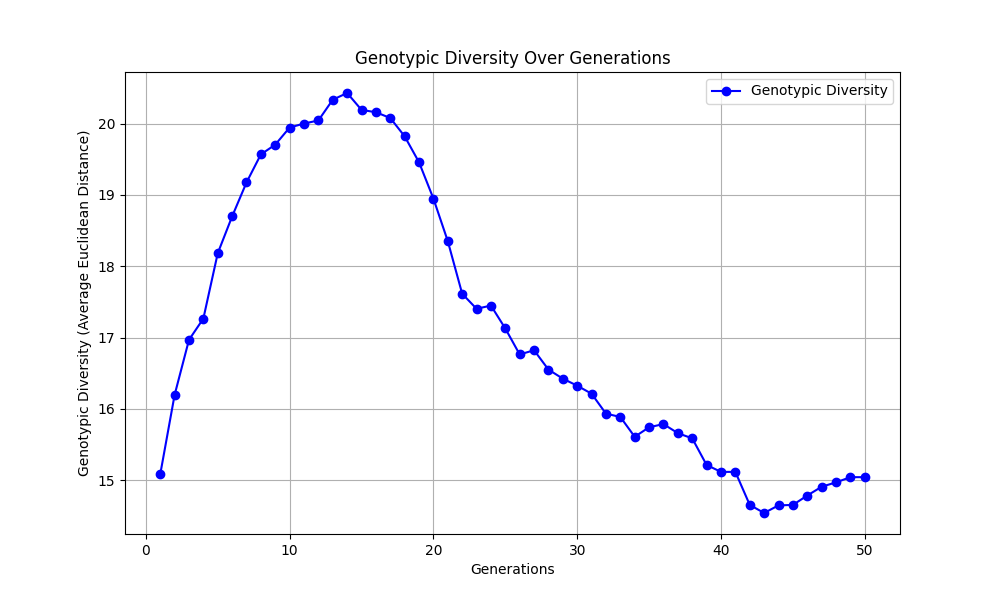 Genotypic Diversity Over Generations
Genotypic Diversity
Genotypic Diversity (Average Euclidean Distance)
20
19
18
17
16
15
0 10 20 30 40 50
Generations